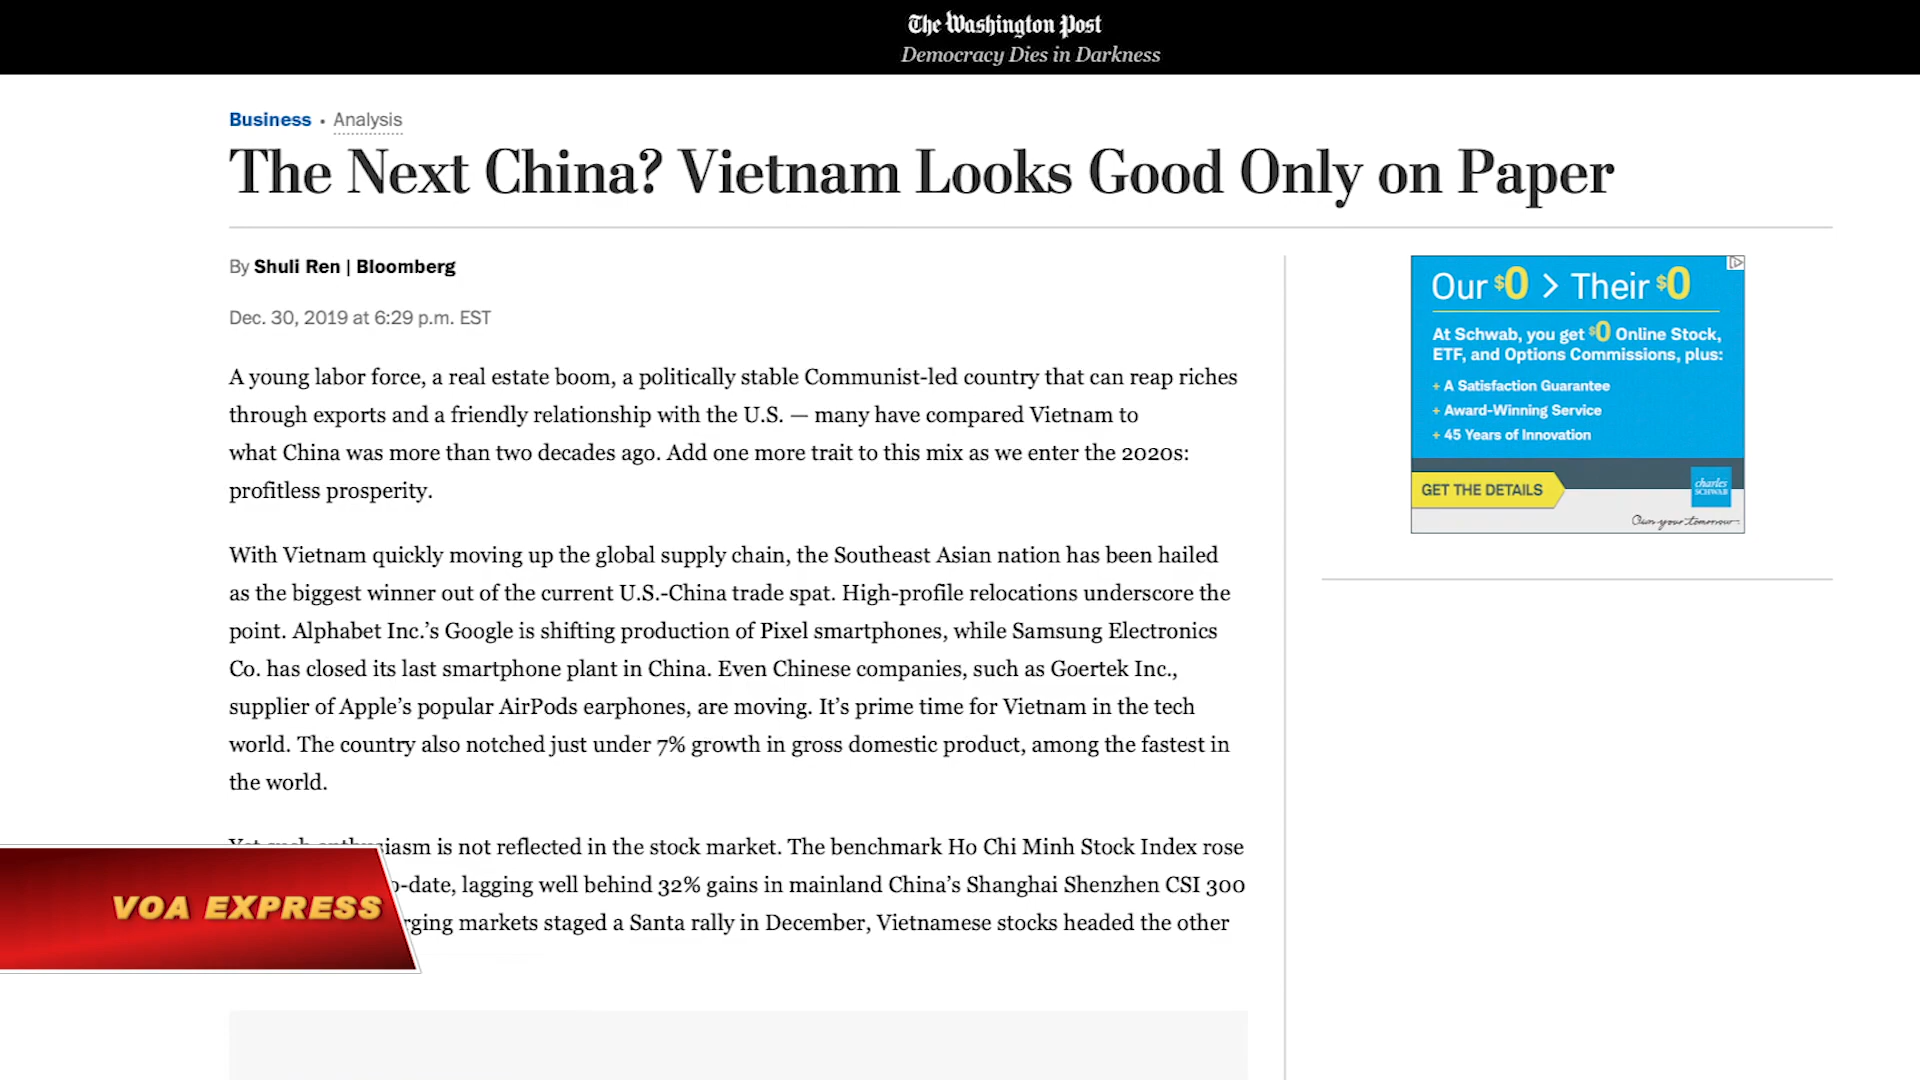 The Washington Post
Democracy Dies in Darkness
Business • Analysis
The Next China? Vietnam Looks Good Only on Paper
By Shuli Ren | Bloomberg
Dec. 30, 2019 at 6:29 p.m. EST
A young labor force, a real estate boom, a politically stable Communist-led country that can reap riches
through exports and a friendly relationship with the U.S. — many have compared Vietnam to
what China was more than two decades ago. Add one more trait to this mix as we enter the 2020s:
profitless prosperity.
With Vietnam quickly moving up the global supply chain, the Southeast Asian nation has been hailed
as the biggest winner out of the current U.S.-China trade spat. High-profile relocations underscore the
point. Alphabet Inc.’s Google is shifting production of Pixel smartphones, while Samsung Electronics
Co. has closed its last smartphone plant in China. Even Chinese companies, such as Goertek Inc.,
supplier of Apple’s popular AirPods earphones, are moving. It’s prime time for Vietnam in the tech
world. The country also notched just under 7% growth in gross domestic product, among the fastest in
the world.
is not reflected in the stock market. The benchmark Ho Chi Minh Stock Index rose
-date, lagging well behind 32% gains in mainland China’s Shanghai Shenzhen CSI 300
markets staged a Santa rally in December, Vietnamese stocks headed the other
VOA EXPRESS
Our $0 > Their $0
At Schwab, you get $0 Online Stock,
ETF, and Options Commissions, plus:
+ A Satisfaction Guarantee
+ Award-Winning Service
+ 45 Years of Innovation
GET THE DETAILS
charles
SCHWAB
Own your tomorrow.